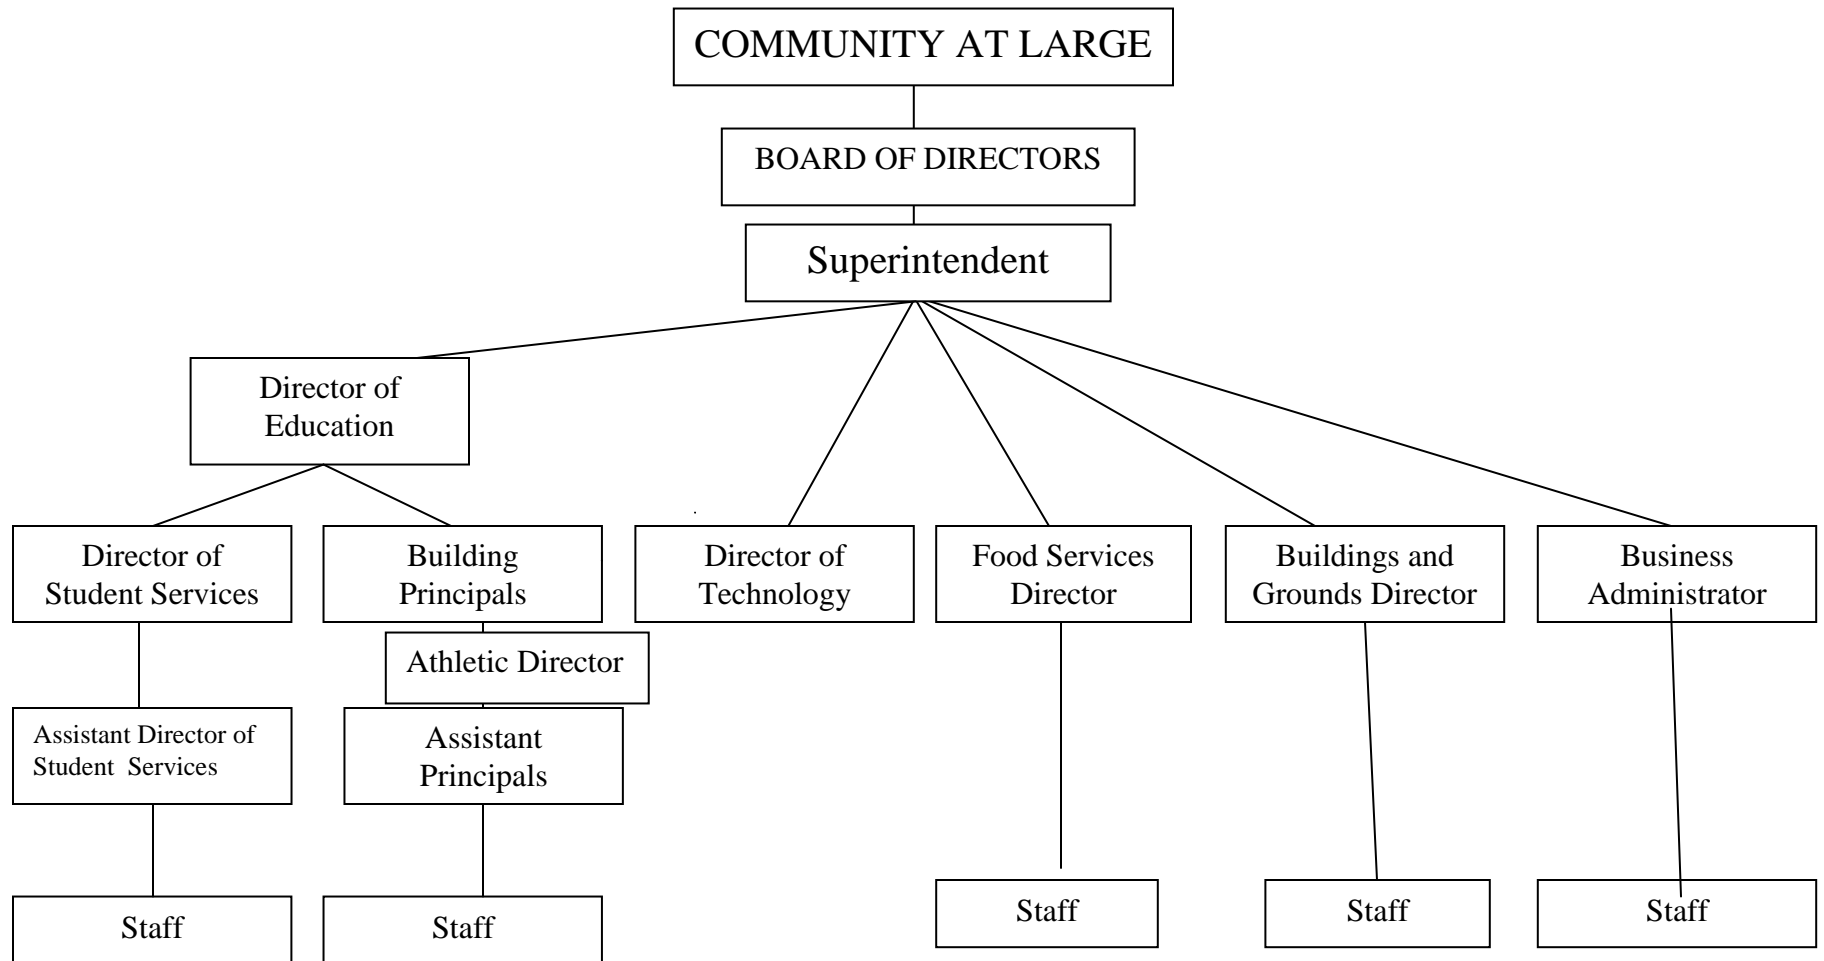 COMMUNITY AT LARGE
BOARD OF DIRECTORS
Superintendent
Director of
Education
Director of
Student Services
Building
Principals
Director of
Technology
Food Services
Director
Buildings and
Grounds Director
Business
Administrator
Athletic Director
Assistant Director of
Student Services
Assistant
Principals
Staff
Staff
Staff
Staff
Staff